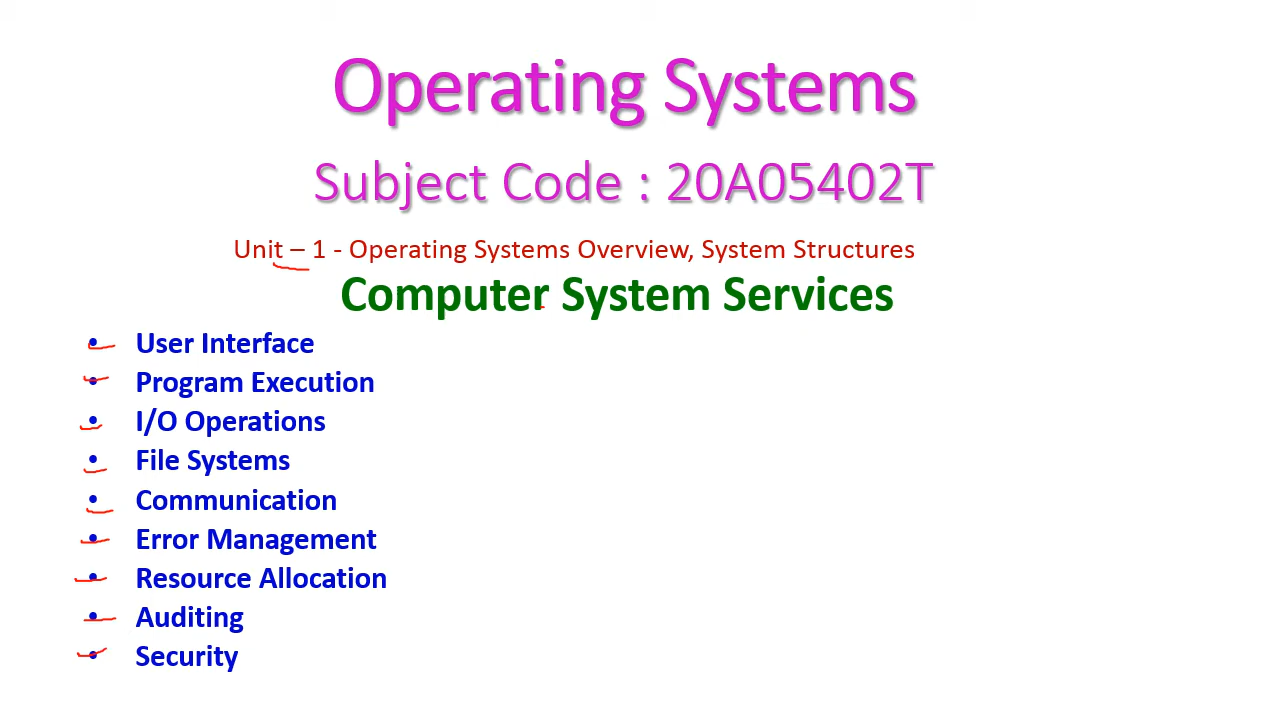 Operating Systems
Subject Code : 20A05402T
Unit – 1 - Operating Systems Overview, System Structures
Computer System Services
• User Interface
• Program Execution
• I/O Operations
• File Systems
• Communication
• Error Management
• Resource Allocation
• Auditing
• Security